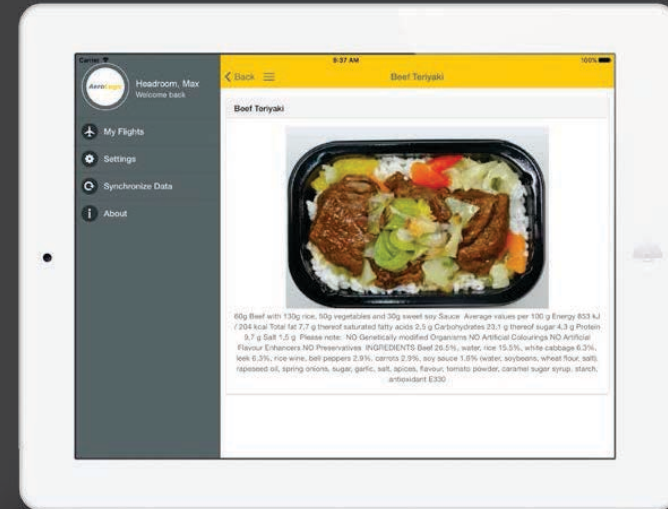 Carrier
8:37 AM
100%
AeroLogic
Headroom, Max
Welcome back
Back
Beef Teriyaki
My Flights
Settings
Synchronize Data
About
Beef Teriyaki
60g Beef with 130g rice, 50g vegetables and 30g sweet soy Sauce Average values per 100 g Energy 853 kJ
/ 204 kcal Total fat 7,7 g thereof saturated fatty acids 2,5 g Carbohydrates 23,1 g thereof sugar 4,3 g Protein
9,7 g Salt 1,5 g Please note: NO Genetically modified Organisms NO Artificial Colourings NO Artificial
Flavour Enhancers NO Preservatives INGREDIENTS Beef 26.5%, water, rice 15.5%, white cabbage 6.3%,
leek 6.3%, rice wine, bell peppers 2.9%, carrots 2.9%, soy sauce 1.8% (water, soybeans, wheat flour, salt),
rapeseed oil, spring onions, sugar, garlic, salt, spices, flavour, tomato powder, caramel sugar syrup, starch,
antioxidant E330